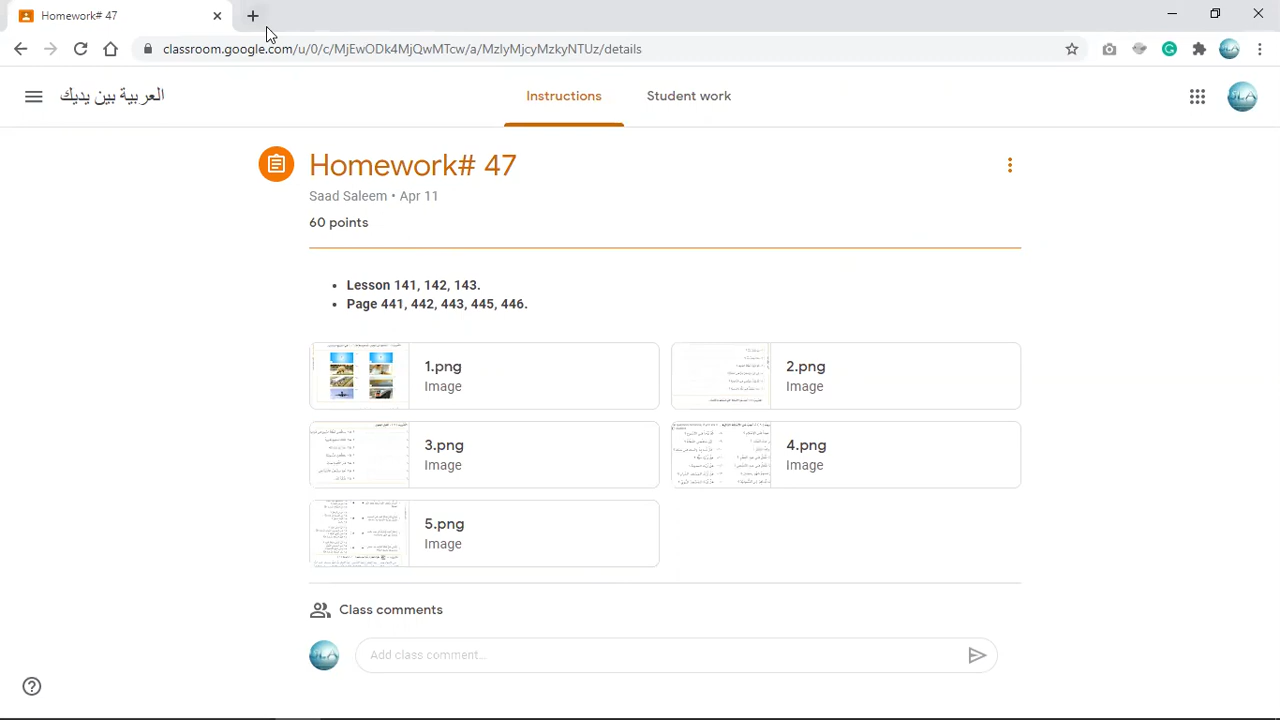 Homework# 47
classroom.google.com/u/0/c/MjEwODk4MjQwMTcw/a/MzIyMjcyMzkyNTUz/details
العربية بين يديك
Instructions
Student work
Homework# 47
Saad Saleem • Apr 11
60 points
• Lesson 141, 142, 143.
• Page 441, 442, 443, 445, 446.
1.png
Image
2.png
Image
3.png
Image
4.png
Image
5.png
Image
Class comments
Add class comment...